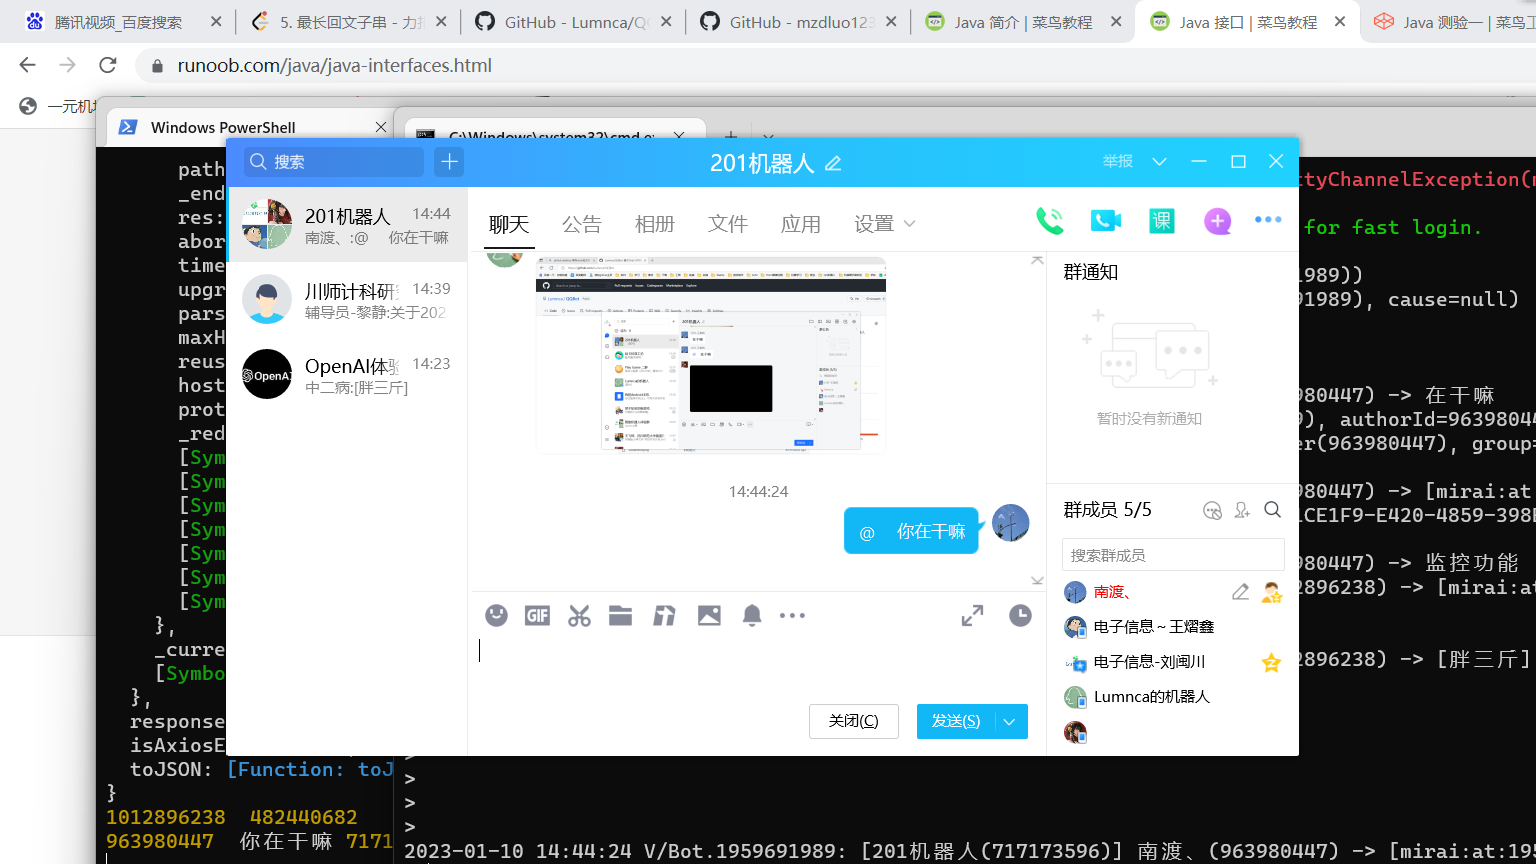 腾讯视频_百度搜索
5. 最长回文子串 - 力扣
GitHub - Lumnca/QQ
GitHub - mzdluo123
Java 简介 | 菜鸟教程
Java 接口 | 菜鸟教程
Java 测验一 | 菜鸟工
runoob.com/java/java-interfaces.html
一元机
Windows PowerShell
C:\Windows\system32\cmd.e
搜索
201机器人
举报
201机器人 14:44
南渡、:@ 你在干嘛
川师计科研 14:39
辅导员-黎静:关于202
OpenAI体验 14:23
中二病:[胖三斤]
OpenAI
聊天 公告 相册 文件 应用 设置
课
14:44:24
@ 你在干嘛
GIF
关闭(C) 发送(S)
群通知
暂时没有新通知
群成员 5/5
搜索群成员
南渡、
电子信息～王熠鑫
电子信息-刘闯川
Lumnca的机器人
path
_end
res:
abor
time
upgr
pars
maxH
reus
host
prot
_red
[Sym
[Sym
[Sym
[Sym
[Sym
[Sym
[Sym
},
_curre
[Symbo
},
response
isAxiosE
toJSON: [Function: toJ
}
1012896238 482440682
963980447 你在干嘛 7171
ttyChannelException(m
for fast login.
1989))
91989), cause=null)
80447) -> 在干嘛
9), authorId=96398044
er(963980447), group=
80447) -> [mirai:at:
1CE1F9-E420-4859-398E
80447) -> 监控功能
2896238) -> [mirai:at
2896238) -> [胖三斤]
>
>
>
>
2023-01-10 14:44:24 V/Bot.1959691989: [201机器人(717173596)] 南渡、(963980447) -> [mirai:at:19